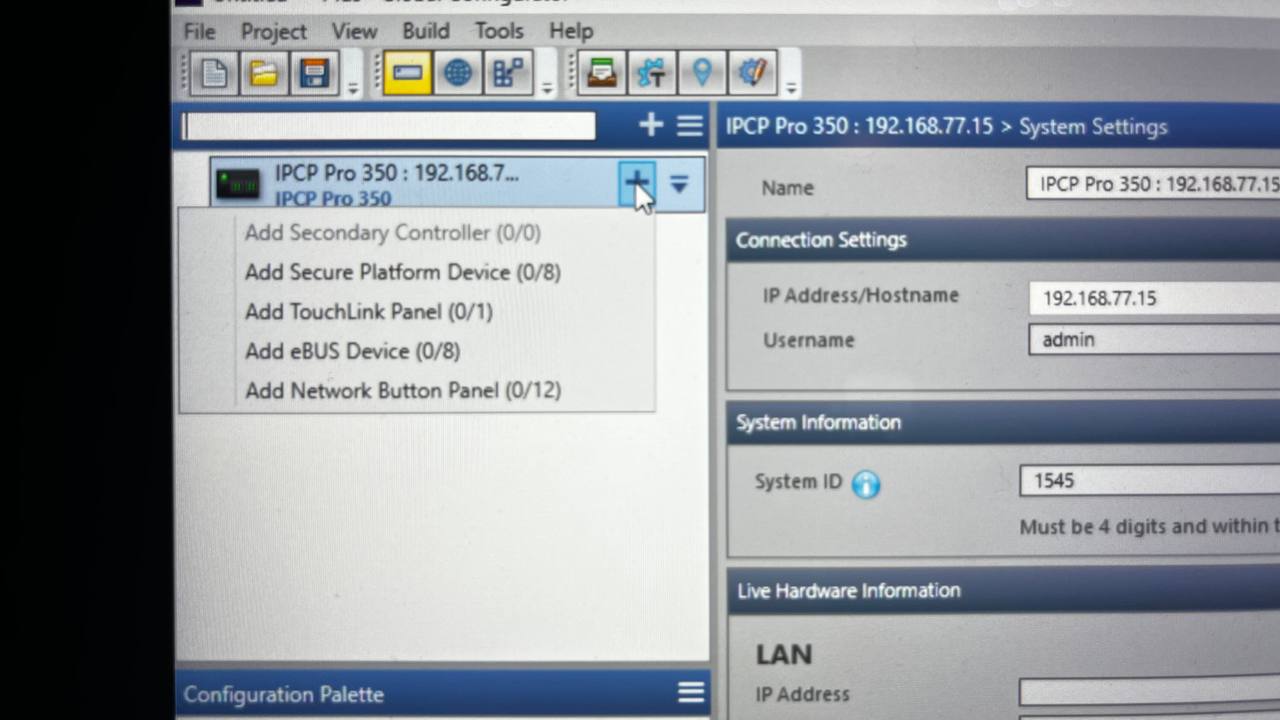 File Project View Build Tools Help
IPCP Pro 350 : 192.168.77.15 > System Settings
IPCP Pro 350 : 192.168.7...
IPCP Pro 350
Add Secondary Controller (0/0)
Add Secure Platform Device (0/8)
Add TouchLink Panel (0/1)
Add eBUS Device (0/8)
Add Network Button Panel (0/12)
Configuration Palette
Name
IPCP Pro 350 : 192.168.77.15
Connection Settings
IP Address/Hostname
192.168.77.15
Username
admin
System Information
System ID
1545
Must be 4 digits and within
Live Hardware Information
LAN
IP Address